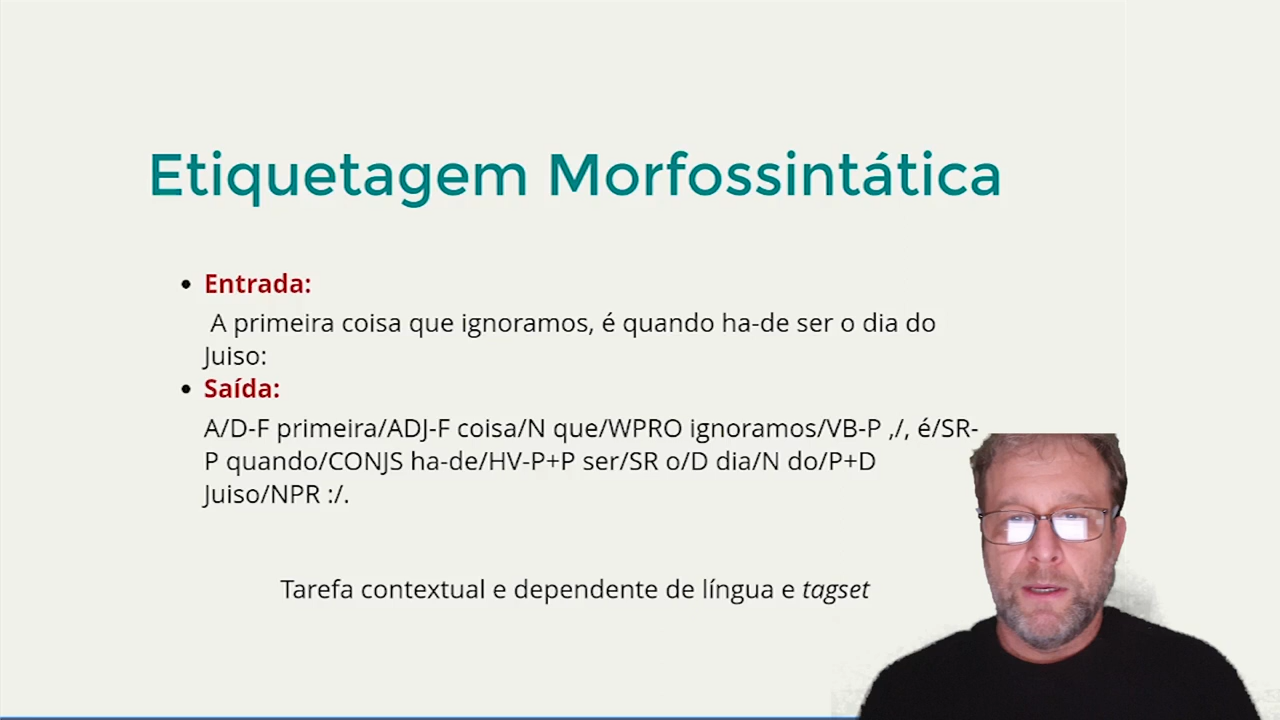 Etiquetagem Morfossintática
• Entrada:
A primeira coisa que ignoramos, é quando ha-de ser o dia do
Juiso:
• Saída:
A/D-F primeira/ADJ-F coisa/N que/WPRO ignoramos/VB-P ,/, é/SR-
P quando/CONJS ha-de/HV-P+P ser/SR o/D dia/N do/P+D
Juiso/NPR :/.
Tarefa contextual e dependente de língua e tagset